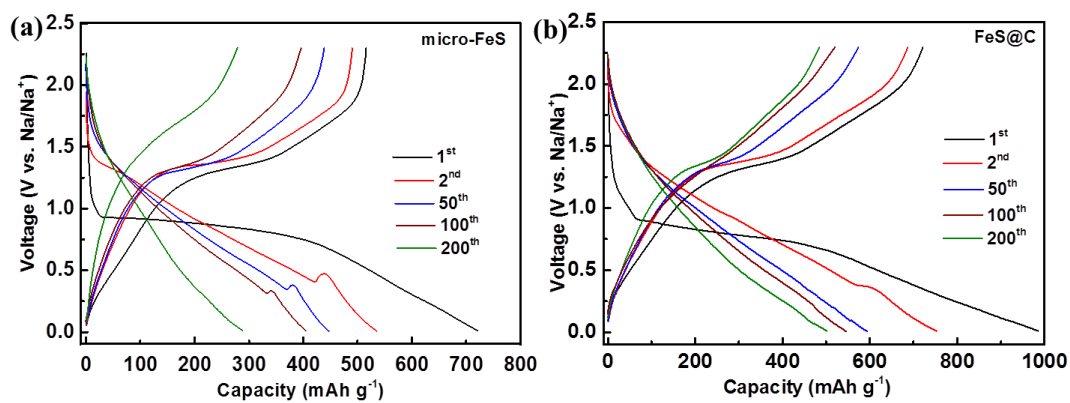 (a)
micro-FeS
2.5
2.0
1.5
1.0
0.5
0.0
Voltage (V vs. Na/Na⁺)
1ˢᵗ
2ⁿᵈ
50ᵗʰ
100ᵗʰ
200ᵗʰ
0 100 200 300 400 500 600 700 800
Capacity (mAh g⁻¹)
(b)
FeS@C
2.5
2.0
1.5
1.0
0.5
0.0
Voltage (V vs. Na/Na⁺)
1ˢᵗ
2ⁿᵈ
50ᵗʰ
100ᵗʰ
200ᵗʰ
0 200 400 600 800 1000
Capacity (mAh g⁻¹)